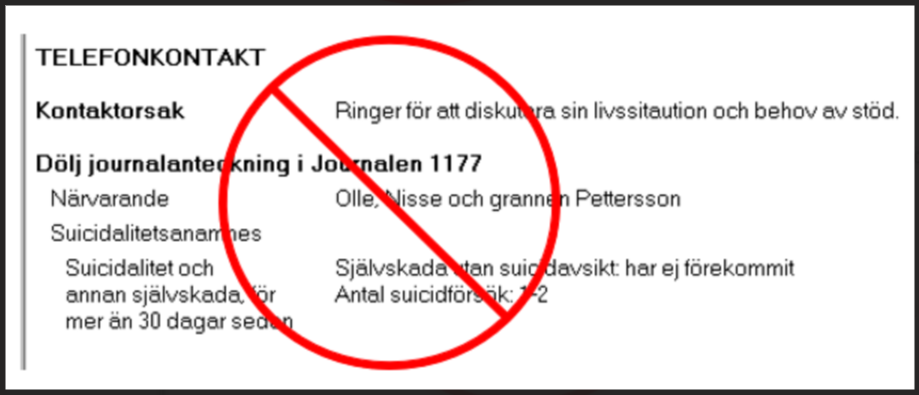 TELEFONKONTAKT
Kontaktorsak Ringer för att diskutera sin livssitaution och behov av stöd.
Dölj journalanteckning i Journalen 1177
Närvarande Olle, Nisse och grannen Pettersson
Suicidalitetsanamnes
Suicidalitet och Självskada utan suicidavsikt: har ej förekommit
annan självskada, för Antal suicidförsök: 1-2
mer än 30 dagar sedan